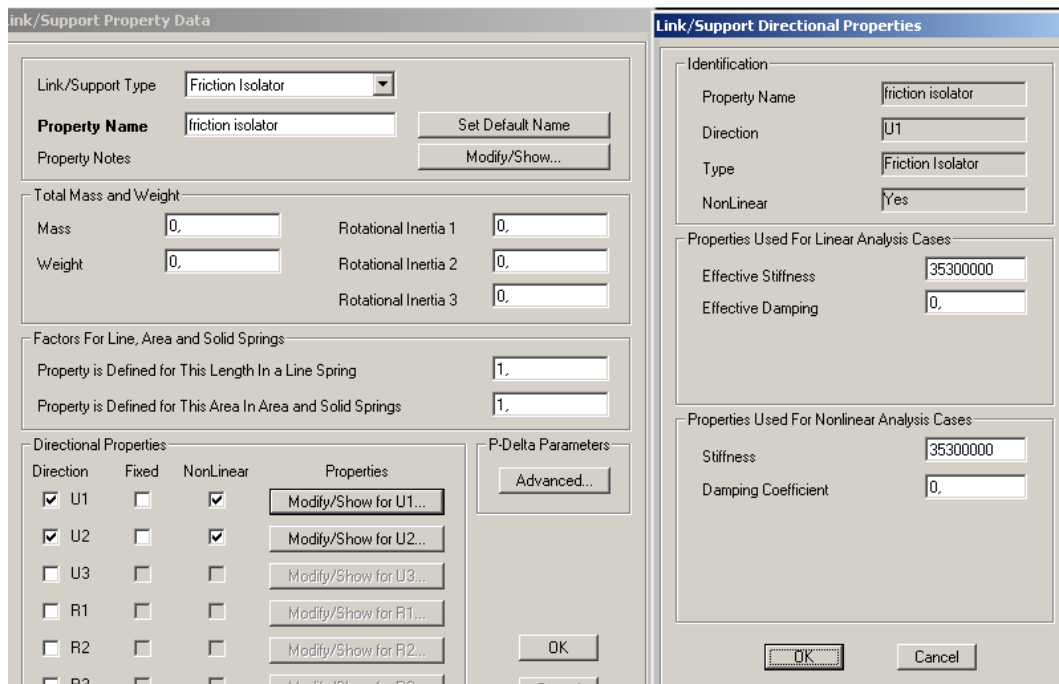 ink/Support Property Data
Link/Support Type Friction Isolator
Property Name friction isolator Set Default Name
Property Notes Modify/Show...
Total Mass and Weight
Mass 0, Rotational Inertia 1 0,
Weight 0, Rotational Inertia 2 0,
Rotational Inertia 3 0,
Factors For Line, Area and Solid Springs
Property is Defined for This Length In a Line Spring 1,
Property is Defined for This Area In Area and Solid Springs 1,
Directional Properties P-Delta Parameters
Direction Fixed NonLinear Properties Advanced...
U1 Modify/Show for U1...
U2 Modify/Show for U2...
U3 Modify/Show for U3...
R1 Modify/Show for R1...
R2 Modify/Show for R2... OK
Link/Support Directional Properties
Identification
Property Name friction isolator
Direction U1
Type Friction Isolator
NonLinear Yes
Properties Used For Linear Analysis Cases
Effective Stiffness 35300000
Effective Damping 0,
Properties Used For Nonlinear Analysis Cases
Stiffness 35300000
Damping Coefficient 0,
OK Cancel